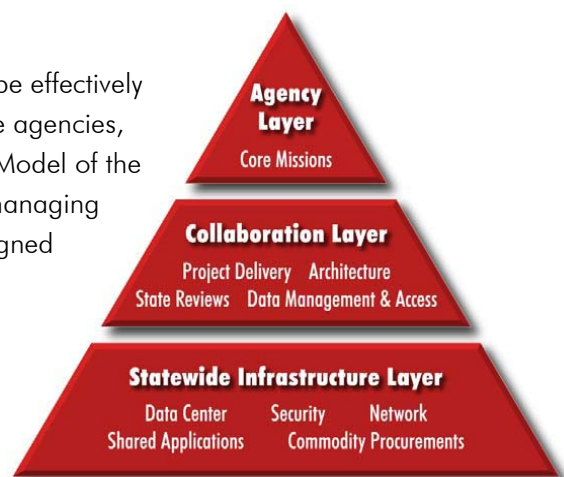 be effectively
e agencies,
Model of the
managing
gned
Agency
Layer
Core Missions
Collaboration Layer
Project Delivery Architecture
State Reviews Data Management & Access
Statewide Infrastructure Layer
Data Center Security Network
Shared Applications Commodity Procurements